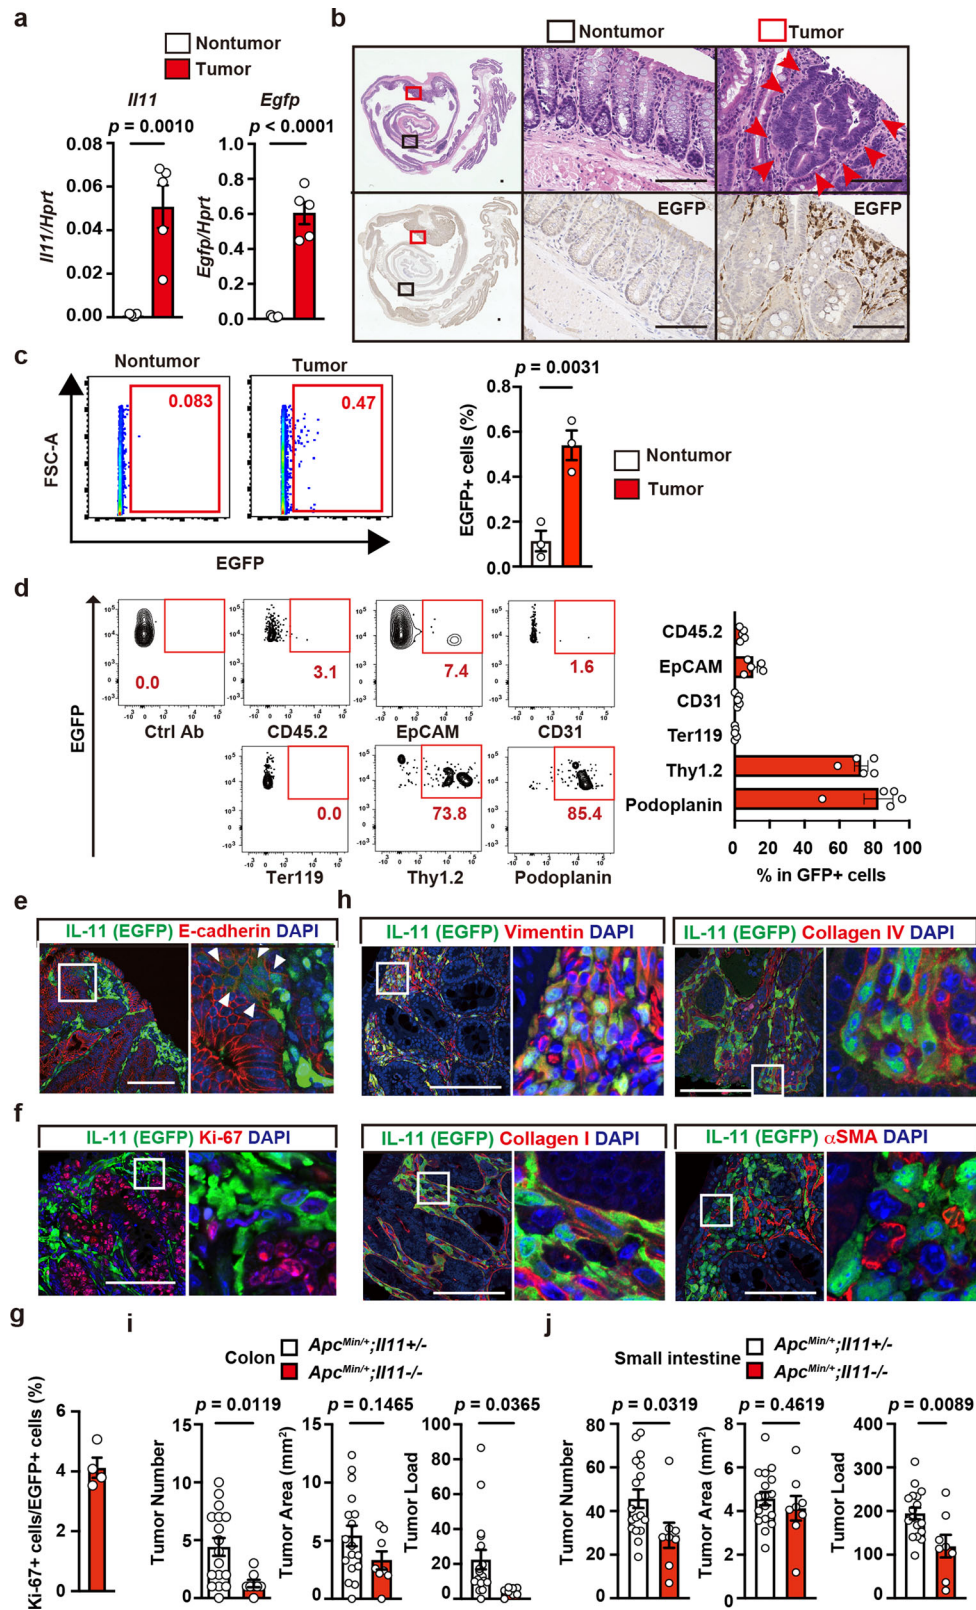 a
Nontumor
Tumor
Il11
Egfp
p = 0.0010
p < 0.0001
Il11/Hprt
0.08
0.06
0.04
0.02
0.00
Egfp/Hprt
1.0
0.8
0.6
0.4
0.2
0.0
b
Nontumor
Tumor
EGFP
EGFP
c
Nontumor
Tumor
0.083
0.47
FSC-A
EGFP
p = 0.0031
EGFP+ cells (%)
0.8
0.6
0.4
0.2
0.0
Nontumor
Tumor
d
EGFP
0.0
3.1
7.4
1.6
Ctrl Ab
CD45.2
EpCAM
CD31
0.0
73.8
85.4
Ter119
Thy1.2
Podoplanin
CD45.2
EpCAM
CD31
Ter119
Thy1.2
Podoplanin
0 20 40 60 80 100
% in GFP+ cells
e
IL-11 (EGFP) E-cadherin DAPI
h
IL-11 (EGFP) Vimentin DAPI
IL-11 (EGFP) Collagen IV DAPI
f
IL-11 (EGFP) Ki-67 DAPI
IL-11 (EGFP) Collagen I DAPI
IL-11 (EGFP) αSMA DAPI
g
Ki-67+ cells/EGFP+ cells (%)
6
4
2
0
i
Colon
Apc^Min/+;Il11+/-
Apc^Min/+;Il11-/-
p = 0.0119
p = 0.1465
p = 0.0365
Tumor Number
15
10
5
0
Tumor Area (mm²)
15
10
5
0
Tumor Load
100
80
60
40
20
0
j
Small intestine
Apc^Min/+;Il11+/-
Apc^Min/+;Il11-/-
p = 0.0319
p = 0.4619
p = 0.0089
Tumor Number
80
60
40
20
0
Tumor Area (mm²)
8
6
4
2
0
Tumor Load
400
300
200
100
0